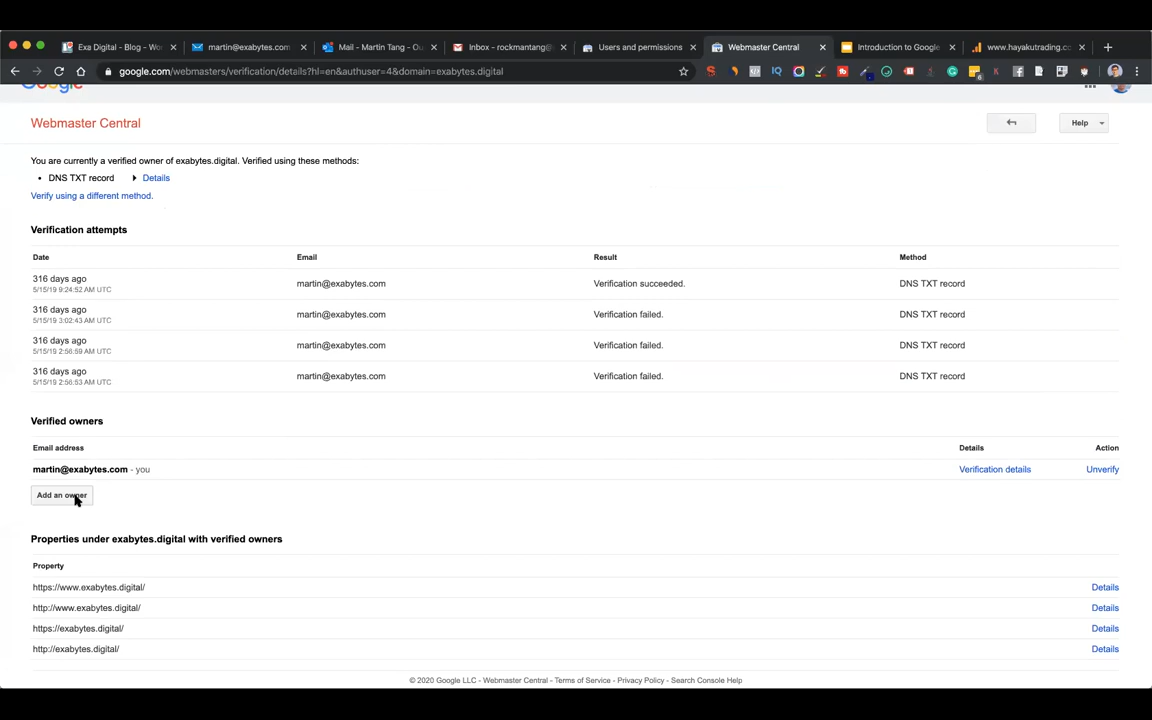 Exa Digital - Blog - Wo
martin@exabytes.com
Mail - Martin Tang - Ou
Inbox - rockmantang@
Users and permissions
Webmaster Central
Introduction to Google
www.hayakutrading.cc
google.com/webmasters/verification/details?hl=en&authuser=4&domain=exabytes.digital
Google
Webmaster Central
Help
You are currently a verified owner of exabytes.digital. Verified using these methods:
• DNS TXT record Details
Verify using a different method.
Verification attempts
Date Email Result Method
316 days ago
5/15/19 9:24:52 AM UTC
martin@exabytes.com Verification succeeded. DNS TXT record
316 days ago
5/15/19 3:02:43 AM UTC
martin@exabytes.com Verification failed. DNS TXT record
316 days ago
5/15/19 2:56:59 AM UTC
martin@exabytes.com Verification failed. DNS TXT record
316 days ago
5/15/19 2:56:53 AM UTC
martin@exabytes.com Verification failed. DNS TXT record
Verified owners
Email address Details Action
martin@exabytes.com - you Verification details Unverify
Add an owner
Properties under exabytes.digital with verified owners
Property
https://www.exabytes.digital/ Details
http://www.exabytes.digital/ Details
https://exabytes.digital/ Details
http://exabytes.digital/ Details
© 2020 Google LLC - Webmaster Central - Terms of Service - Privacy Policy - Search Console Help